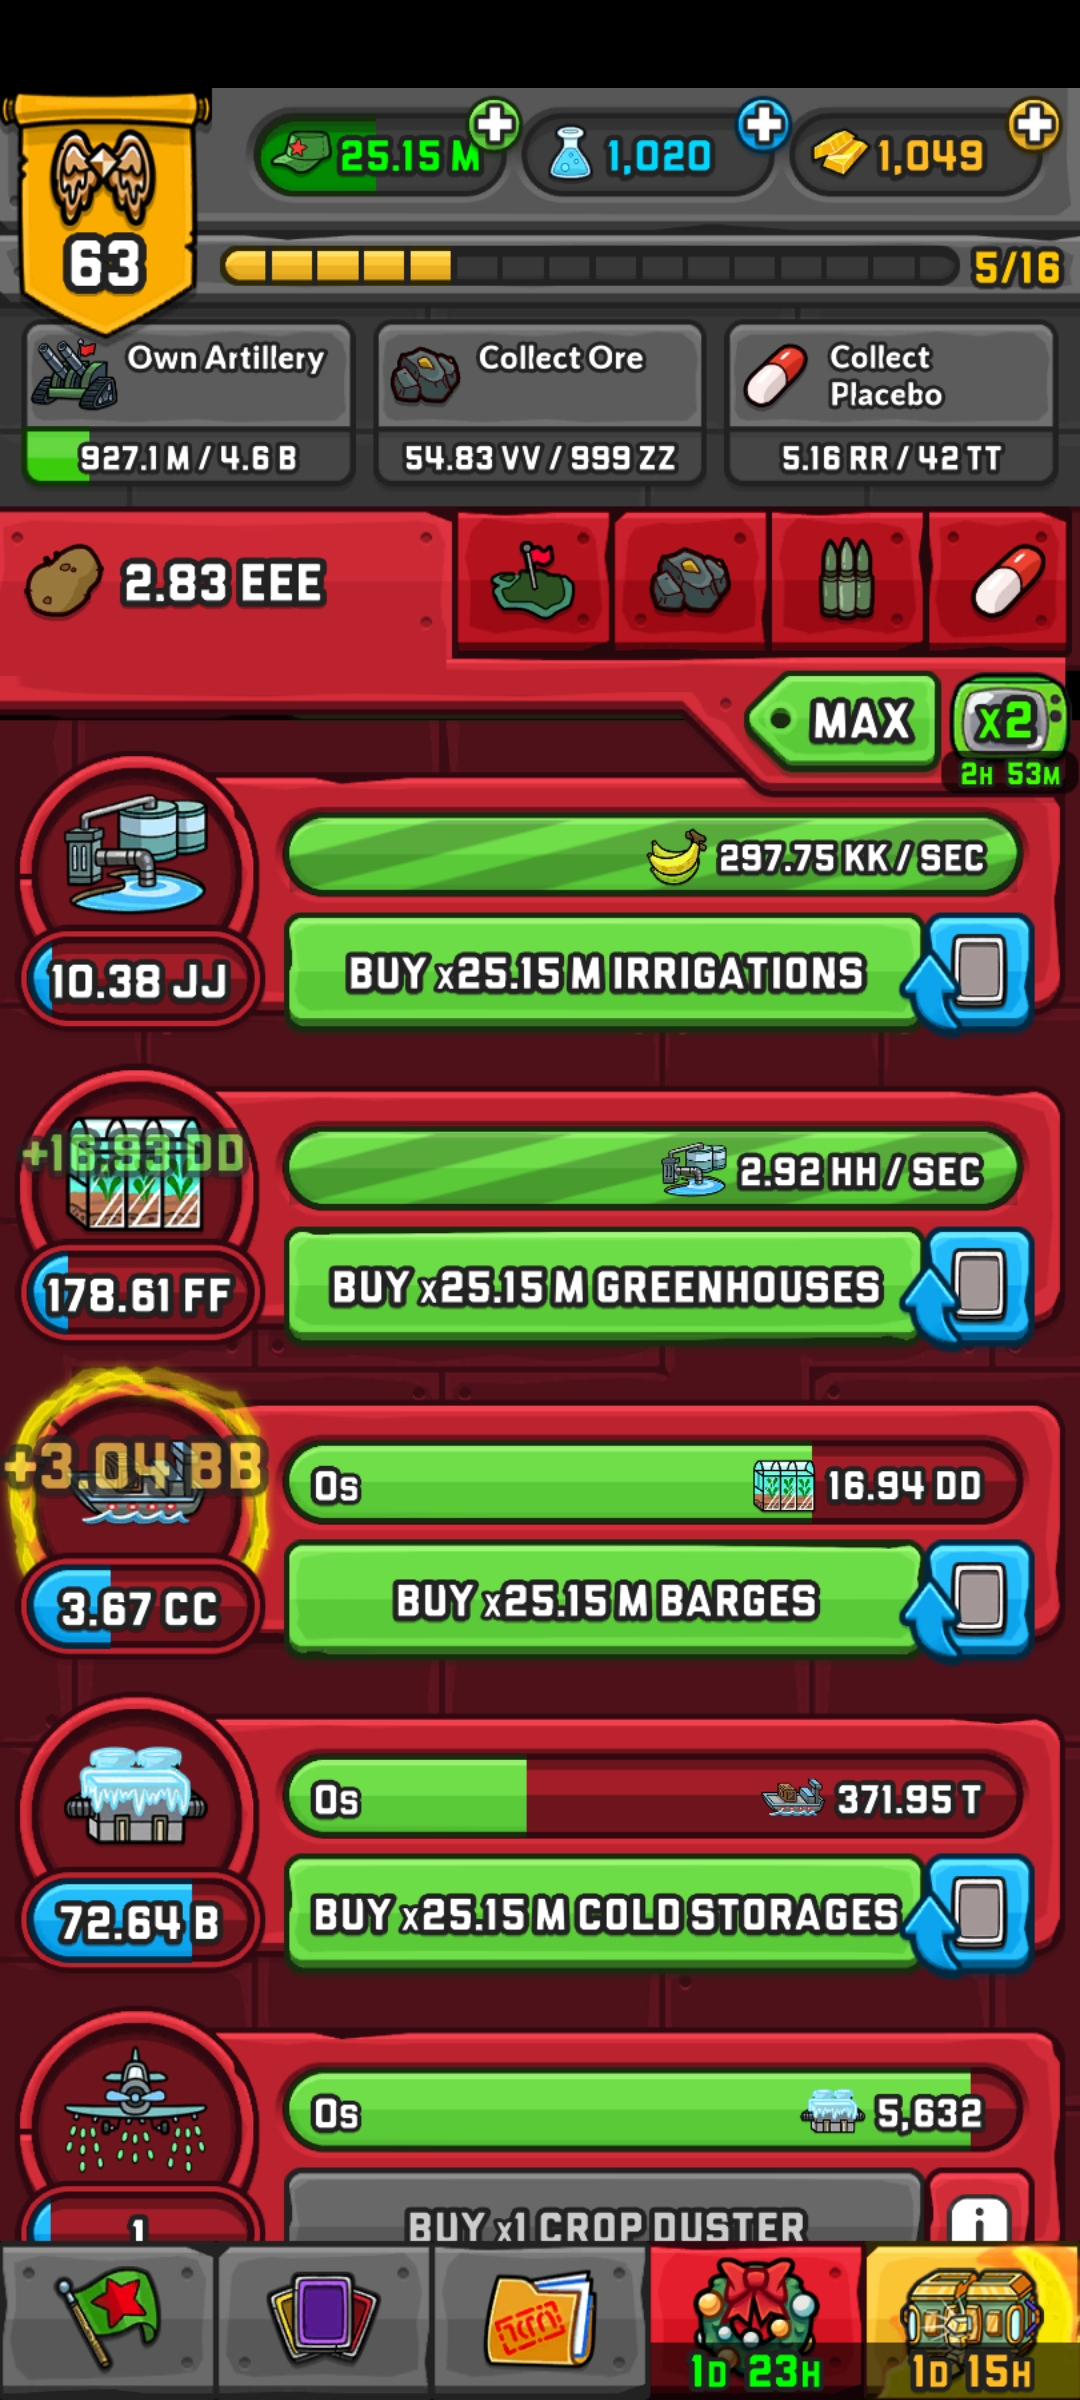 25.15 M
1,020
1,049
63
5/16
Own Artillery
927.1 M / 4.6 B
Collect Ore
54.83 VV / 999 ZZ
Collect
Placebo
5.16 RR / 42 TT
2.83 EEE
MAX
x2
2H 53M
297.75 KK / SEC
10.38 JJ
BUY x25.15 M IRRIGATIONS
+16.93 DD
2.92 HH / SEC
178.61 FF
BUY x25.15 M GREENHOUSES
+3.04 BB
0s
16.94 DD
3.67 CC
BUY x25.15 M BARGES
0s
371.95 T
72.64 B
BUY x25.15 M COLD STORAGES
0s
5,632
1
BUY x1 CROP DUSTER
i
1D 23H
1D 15H